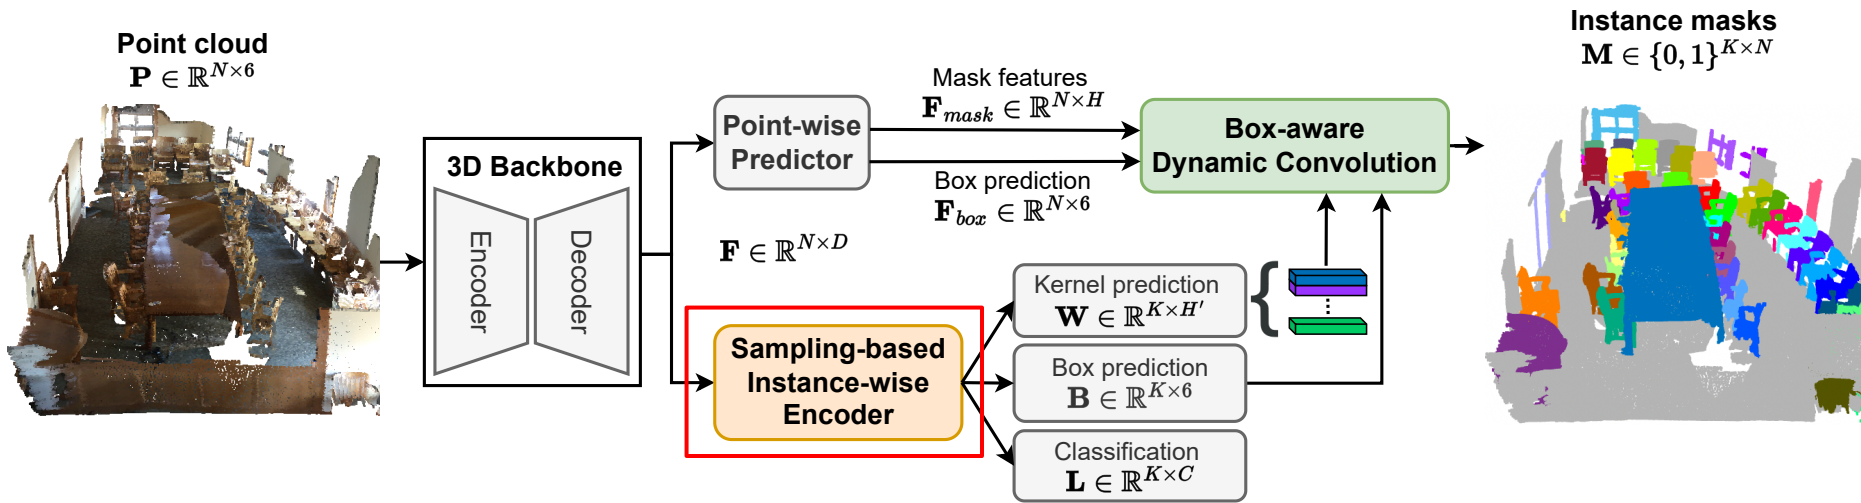 Point cloud
P ∈ ℝ^{N×6}
3D Backbone
Encoder
Decoder
F ∈ ℝ^{N×D}
Point-wise
Predictor
Mask features
F_{mask} ∈ ℝ^{N×H}
Box prediction
F_{box} ∈ ℝ^{N×6}
Box-aware
Dynamic Convolution
Sampling-based
Instance-wise
Encoder
Kernel prediction
W ∈ ℝ^{K×H′}
Box prediction
B ∈ ℝ^{K×6}
Classification
L ∈ ℝ^{K×C}
Instance masks
M ∈ {0, 1}^{K×N}